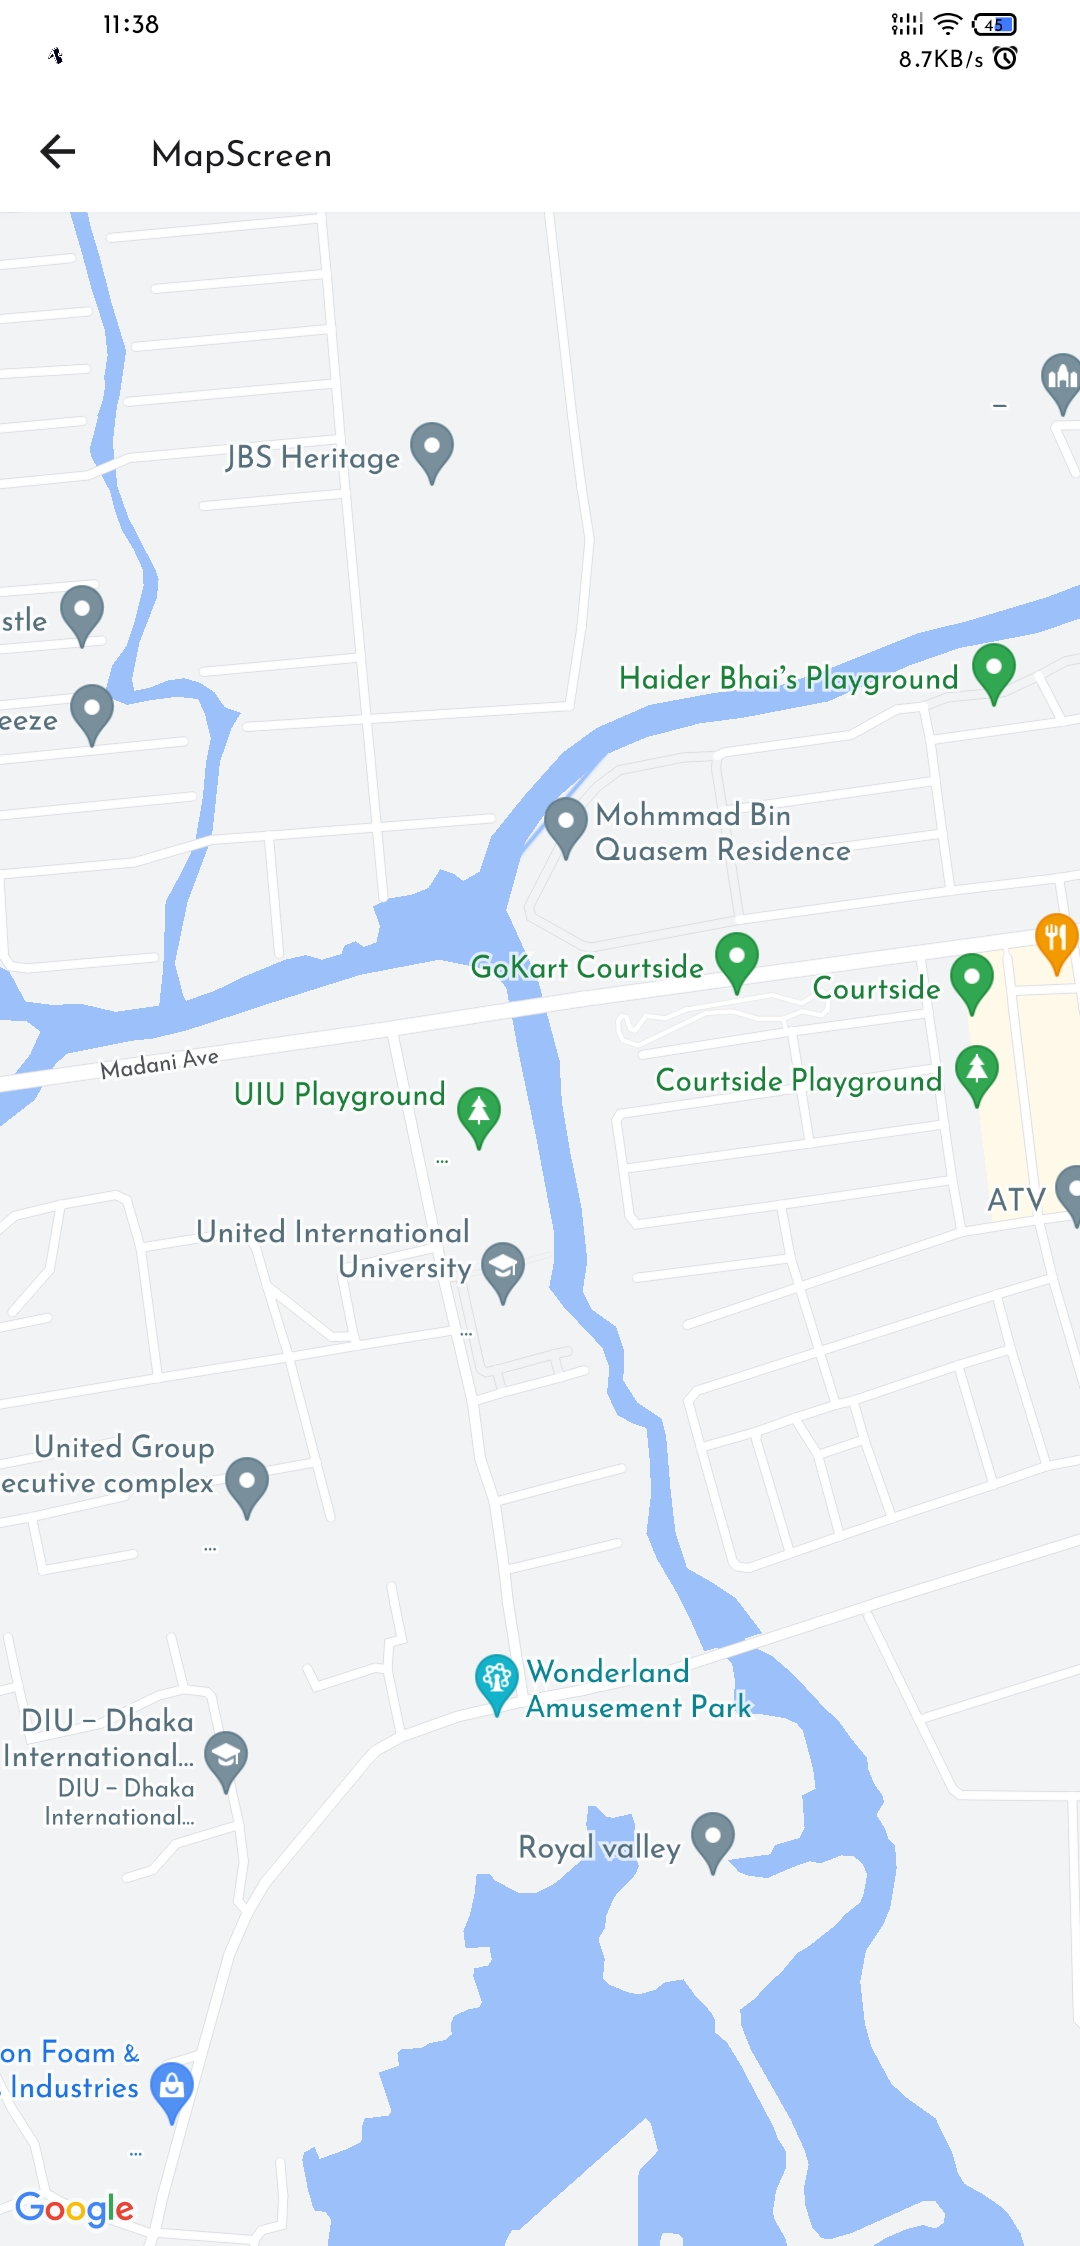 11:38
45
8.7KB/s
MapScreen
JBS Heritage
stle
Haider Bhai's Playground
eeze
Mohmmad Bin
Quasem Residence
GoKart Courtside
Courtside
Madani Ave
Courtside Playground
UIU Playground
...
ATV
United International
University
...
United Group
ecutive complex
...
Wonderland
Amusement Park
DIU – Dhaka
International...
DIU – Dhaka
International...
Royal valley
on Foam &
Industries
...
Google